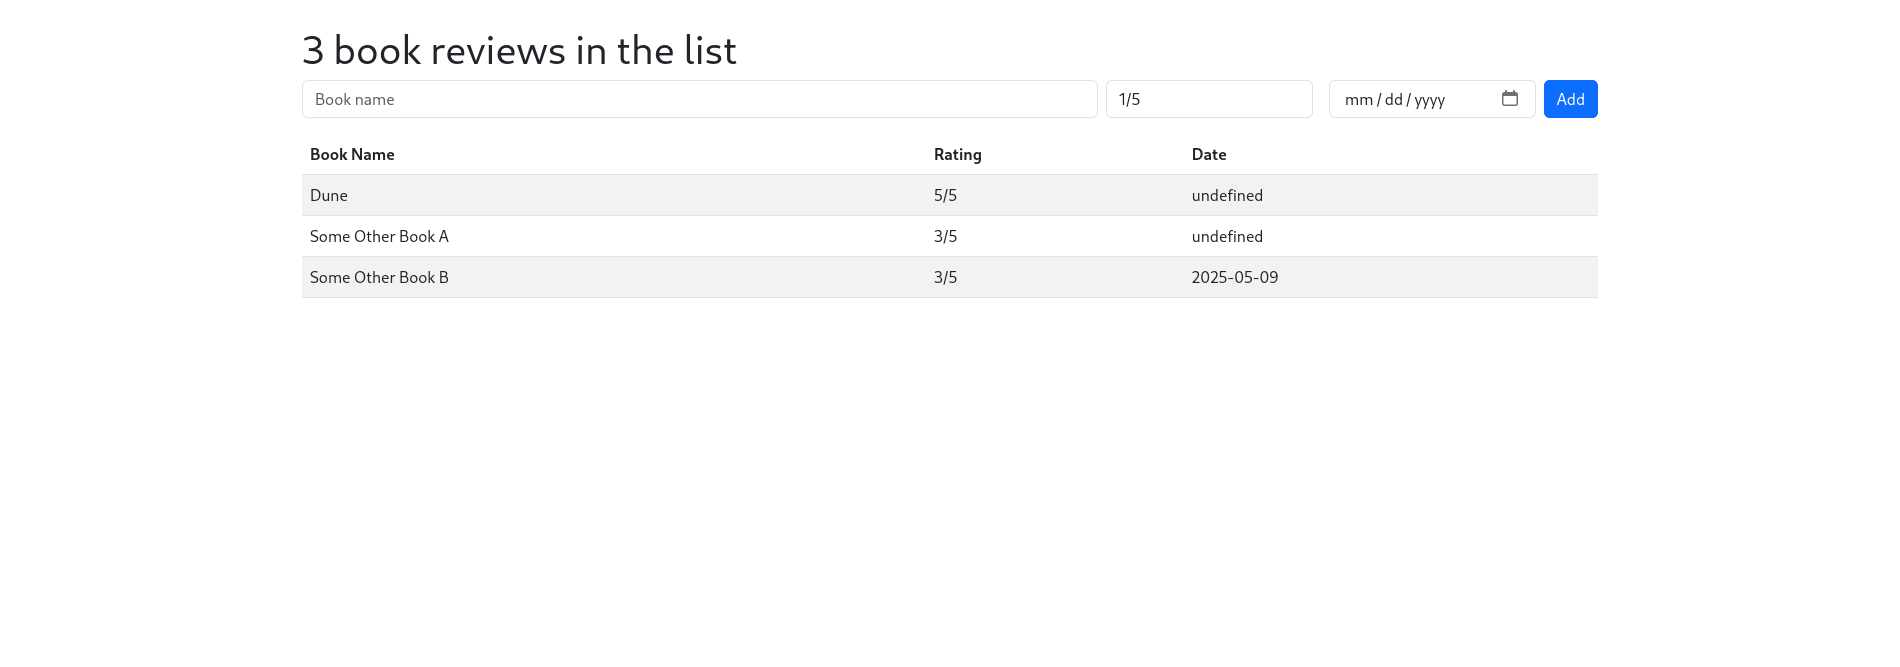 3 book reviews in the list
Book name 1/5 mm / dd / yyyy Add
Book Name Rating Date
Dune 5/5 undefined
Some Other Book A 3/5 undefined
Some Other Book B 3/5 2025-05-09